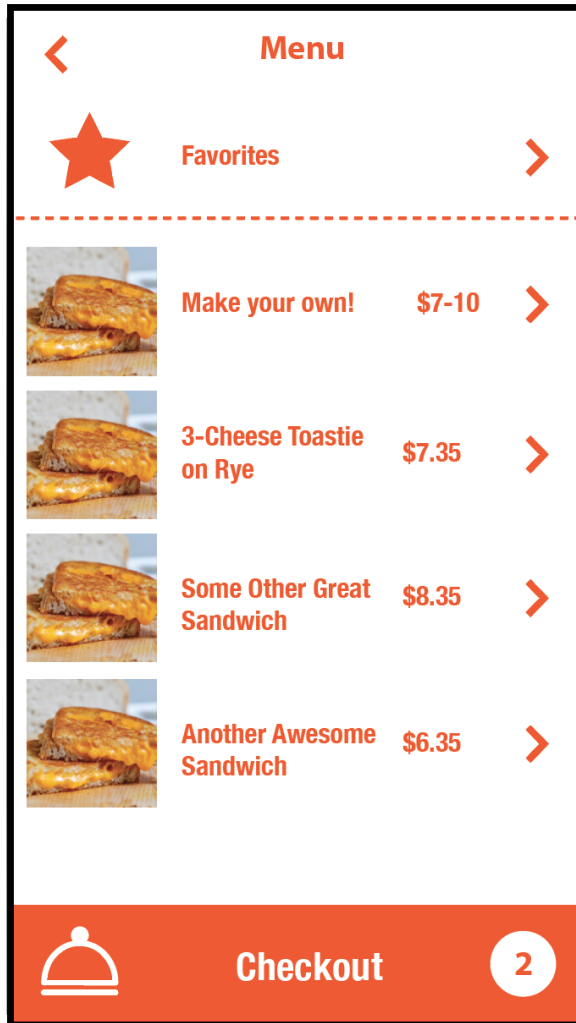 Menu
Favorites
Make your own! $7-10
3-Cheese Toastie
on Rye
$7.35
Some Other Great
Sandwich
$8.35
Another Awesome
Sandwich
$6.35
Checkout 2